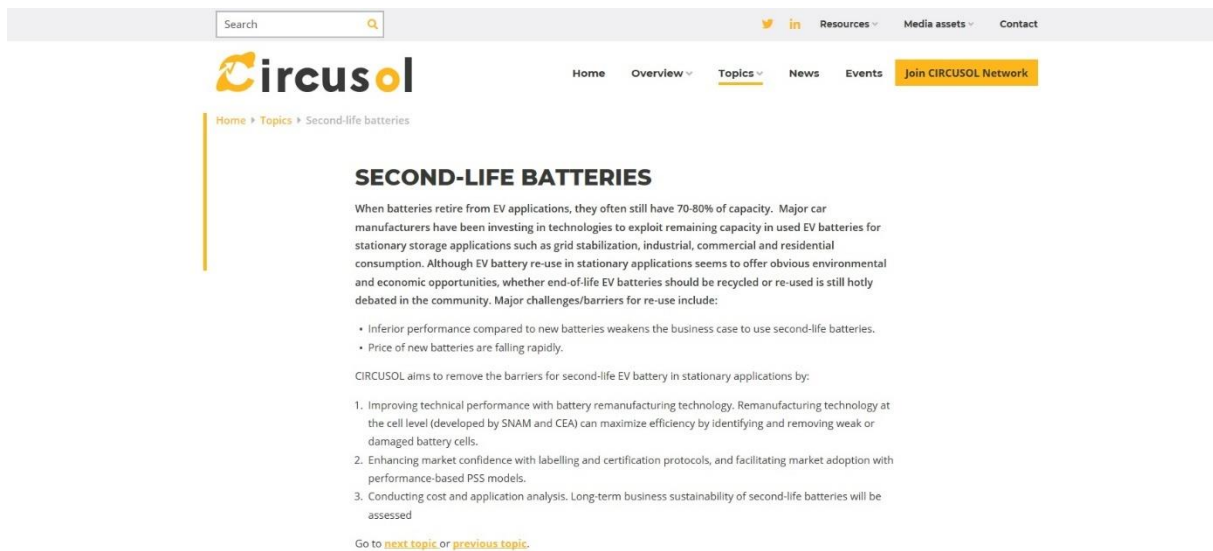 Search
Resources
Media assets
Contact
Circusol
Home
Overview
Topics
News
Events
Join CIRCUSOL Network
Home
Topics
Second-life batteries
SECOND-LIFE BATTERIES
When batteries retire from EV applications, they often still have 70-80% of capacity. Major car
manufacturers have been investing in technologies to exploit remaining capacity in used EV batteries for
stationary storage applications such as grid stabilization, industrial, commercial and residential
consumption. Although EV battery re-use in stationary applications seems to offer obvious environmental
and economic opportunities, whether end-of-life EV batteries should be recycled or re-used is still hotly
debated in the community. Major challenges/barriers for re-use include:
• Inferior performance compared to new batteries weakens the business case to use second-life batteries.
• Price of new batteries are falling rapidly.
CIRCUSOL aims to remove the barriers for second-life EV battery in stationary applications by:
1. Improving technical performance with battery remanufacturing technology. Remanufacturing technology at
the cell level (developed by SNAM and CEA) can maximize efficiency by identifying and removing weak or
damaged battery cells.
2. Enhancing market confidence with labelling and certification protocols, and facilitating market adoption with
performance-based PSS models.
3. Conducting cost and application analysis. Long-term business sustainability of second-life batteries will be
assessed
Go to next topic or previous topic.